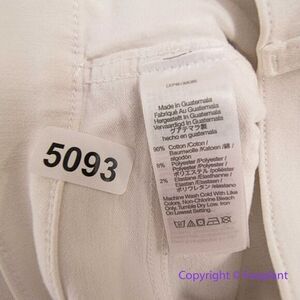 5093
Made in Guatemala
Fabriqué Au Guatemala
Hergestellt In Guatemala
Vervaardigd In Guatemala
グアテマラ製
hecho en guatemala
90% Cotton /Coton /
Baumwolle /Katoen /綿 /
algodón
8% Polyester /Polyester /
Polyester /Polyester /
ポリエステル /poliéster
2% Elastane /Élasthanne /
Elastan /Elasthaan /
ポリウレタン /elastano
Machine Wash Cold With Like
Colors, Non-Chlorine Bleach
Only, Tumble Dry Low, Iron
On Lowest Setting.
Copyright ©